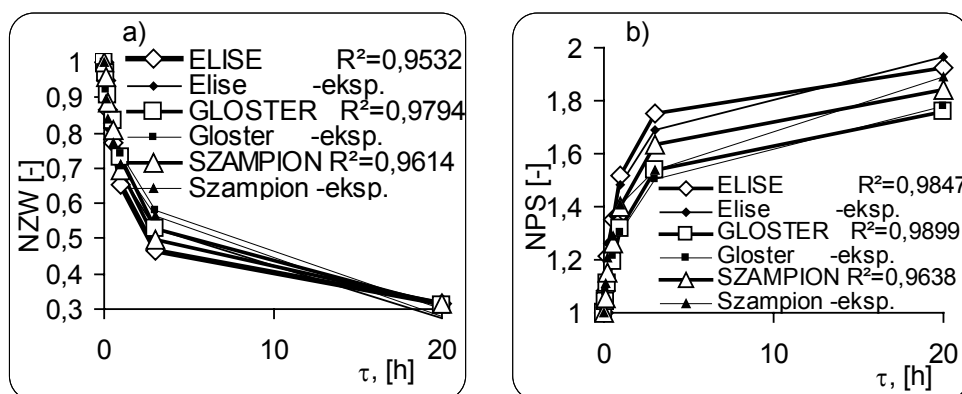 a)
ELISE R²=0,9532
Elise -eksp.
GLOSTER R²=0,9794
Gloster -eksp.
SZAMPION R²=0,9614
Szampion -eksp.
NZW [-]
1
0,9
0,8
0,7
0,6
0,5
0,4
0,3
0 10 20
τ, [h]
b)
ELISE R²=0,9847
Elise -eksp.
GLOSTER R²=0,9899
Gloster -eksp.
SZAMPION R²=0,9638
Szampion -eksp.
NPS [-]
2
1,8
1,6
1,4
1,2
1
0 10 20
τ, [h]